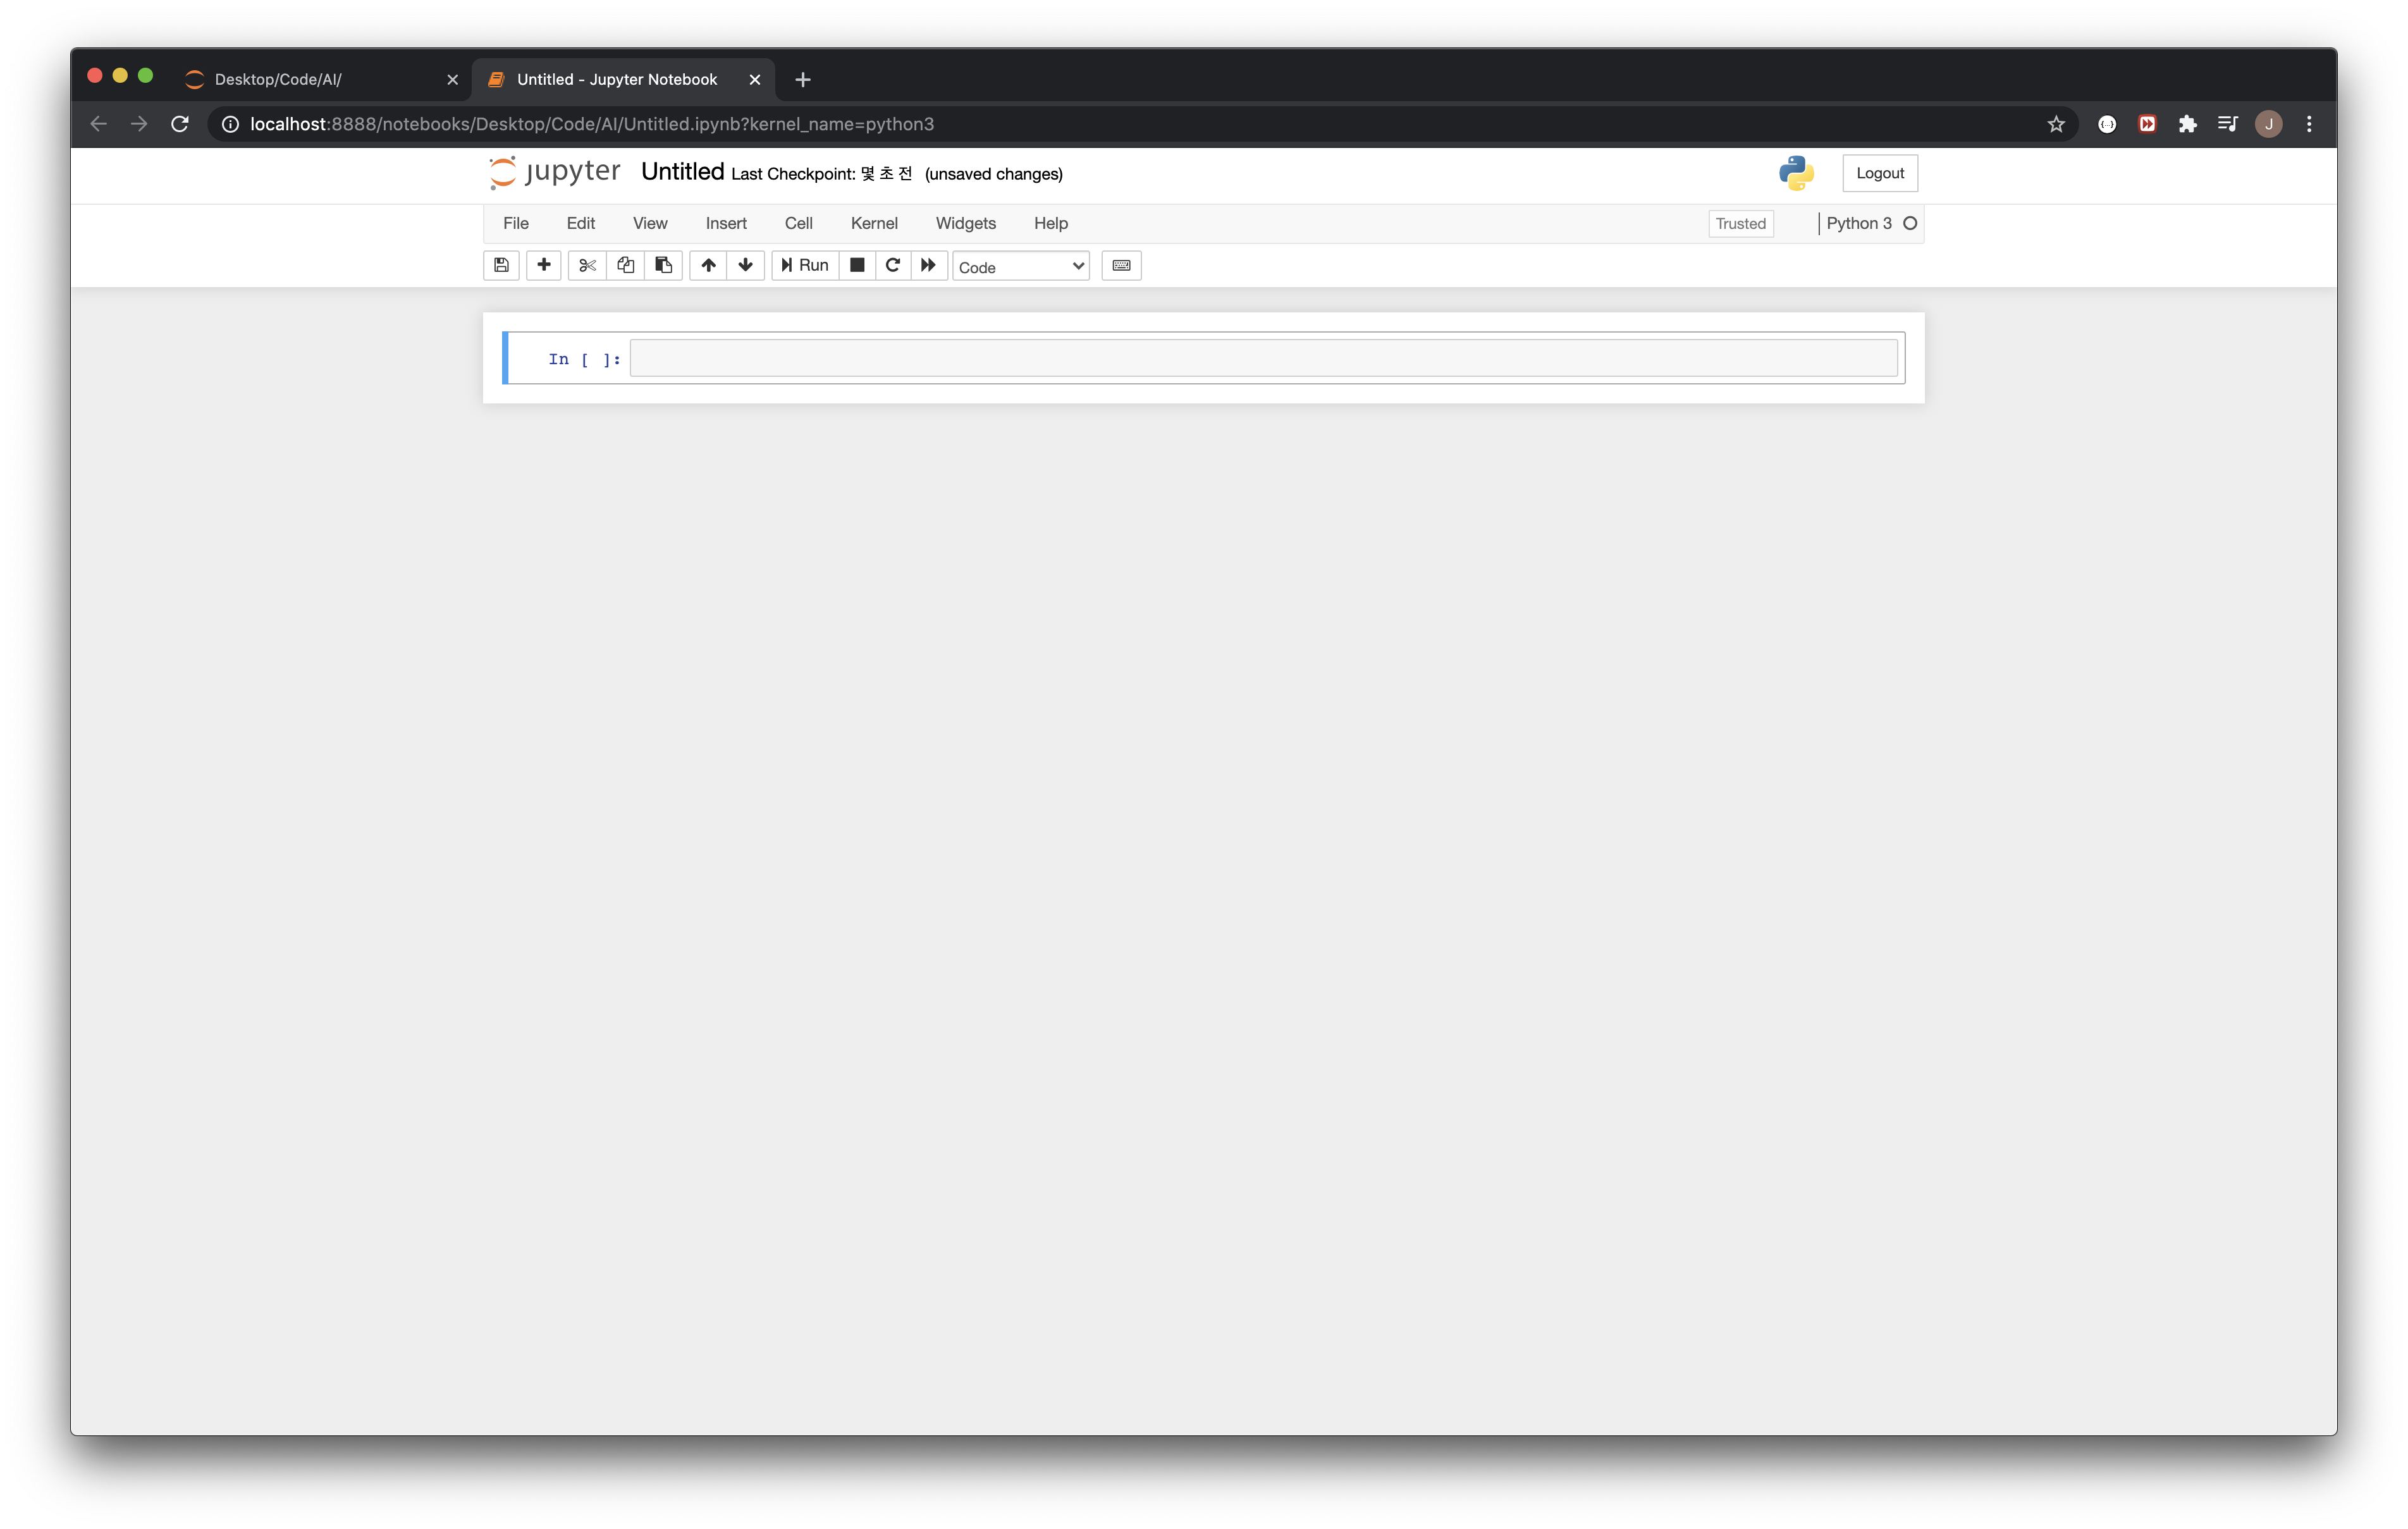 Desktop/Code/AI/
Untitled - Jupyter Notebook
localhost:8888/notebooks/Desktop/Code/AI/Untitled.ipynb?kernel_name=python3
J
jupyter Untitled Last Checkpoint: 몇 초 전 (unsaved changes)
Logout
File Edit View Insert Cell Kernel Widgets Help
Trusted
Python 3
Run
Code
In [ ]: